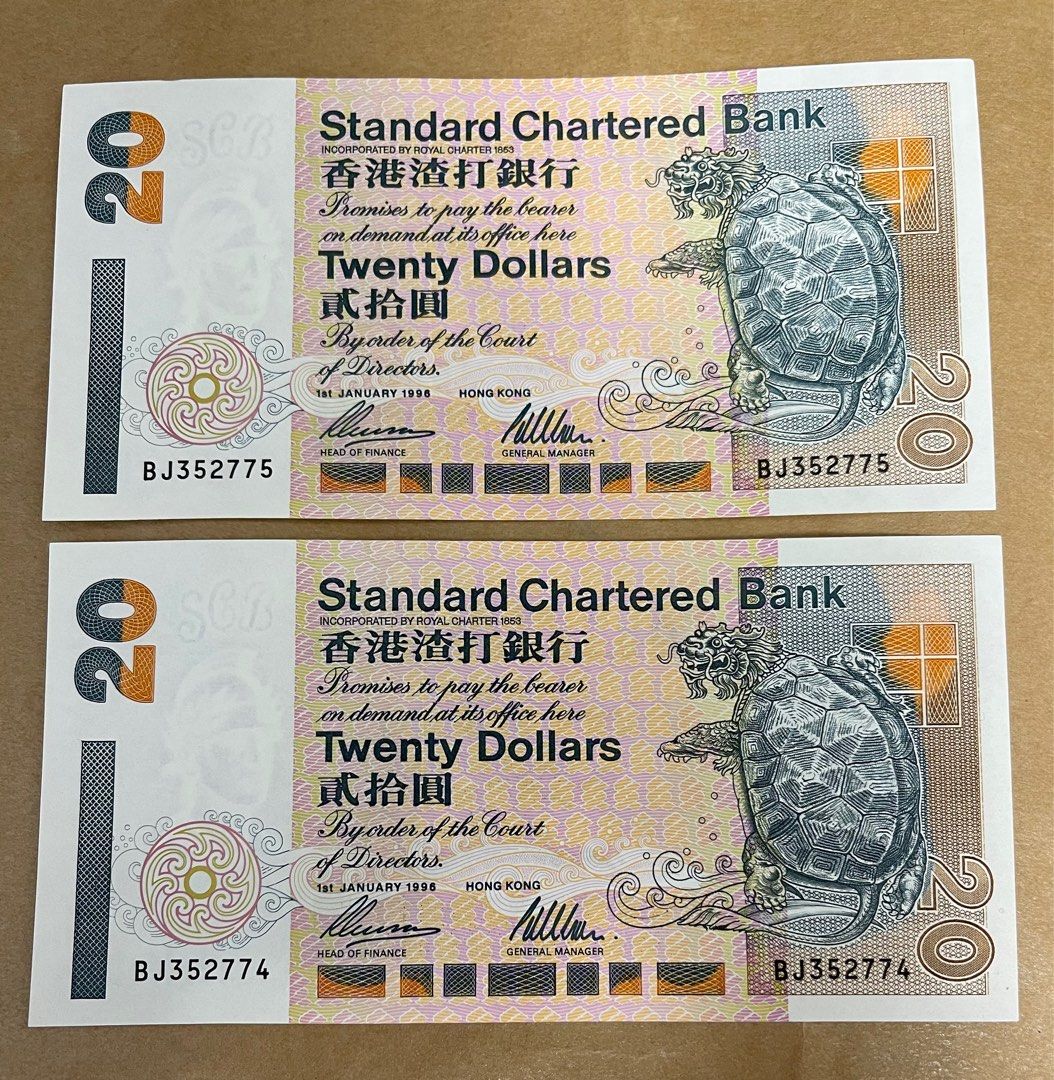 20
SCB
Standard Chartered Bank
INCORPORATED BY ROYAL CHARTER 1853
香港渣打銀行
Promises to pay the bearer
on demand at its office here
Twenty Dollars
貳拾圓
By order of the Court
of Directors.
1st JANUARY 1996 HONG KONG
HEAD OF FINANCE GENERAL MANAGER
BJ352775 BJ352775
20
20
SCB
Standard Chartered Bank
INCORPORATED BY ROYAL CHARTER 1853
香港渣打銀行
Promises to pay the bearer
on demand at its office here
Twenty Dollars
貳拾圓
By order of the Court
of Directors.
1st JANUARY 1996 HONG KONG
HEAD OF FINANCE GENERAL MANAGER
BJ352774 BJ352774
20